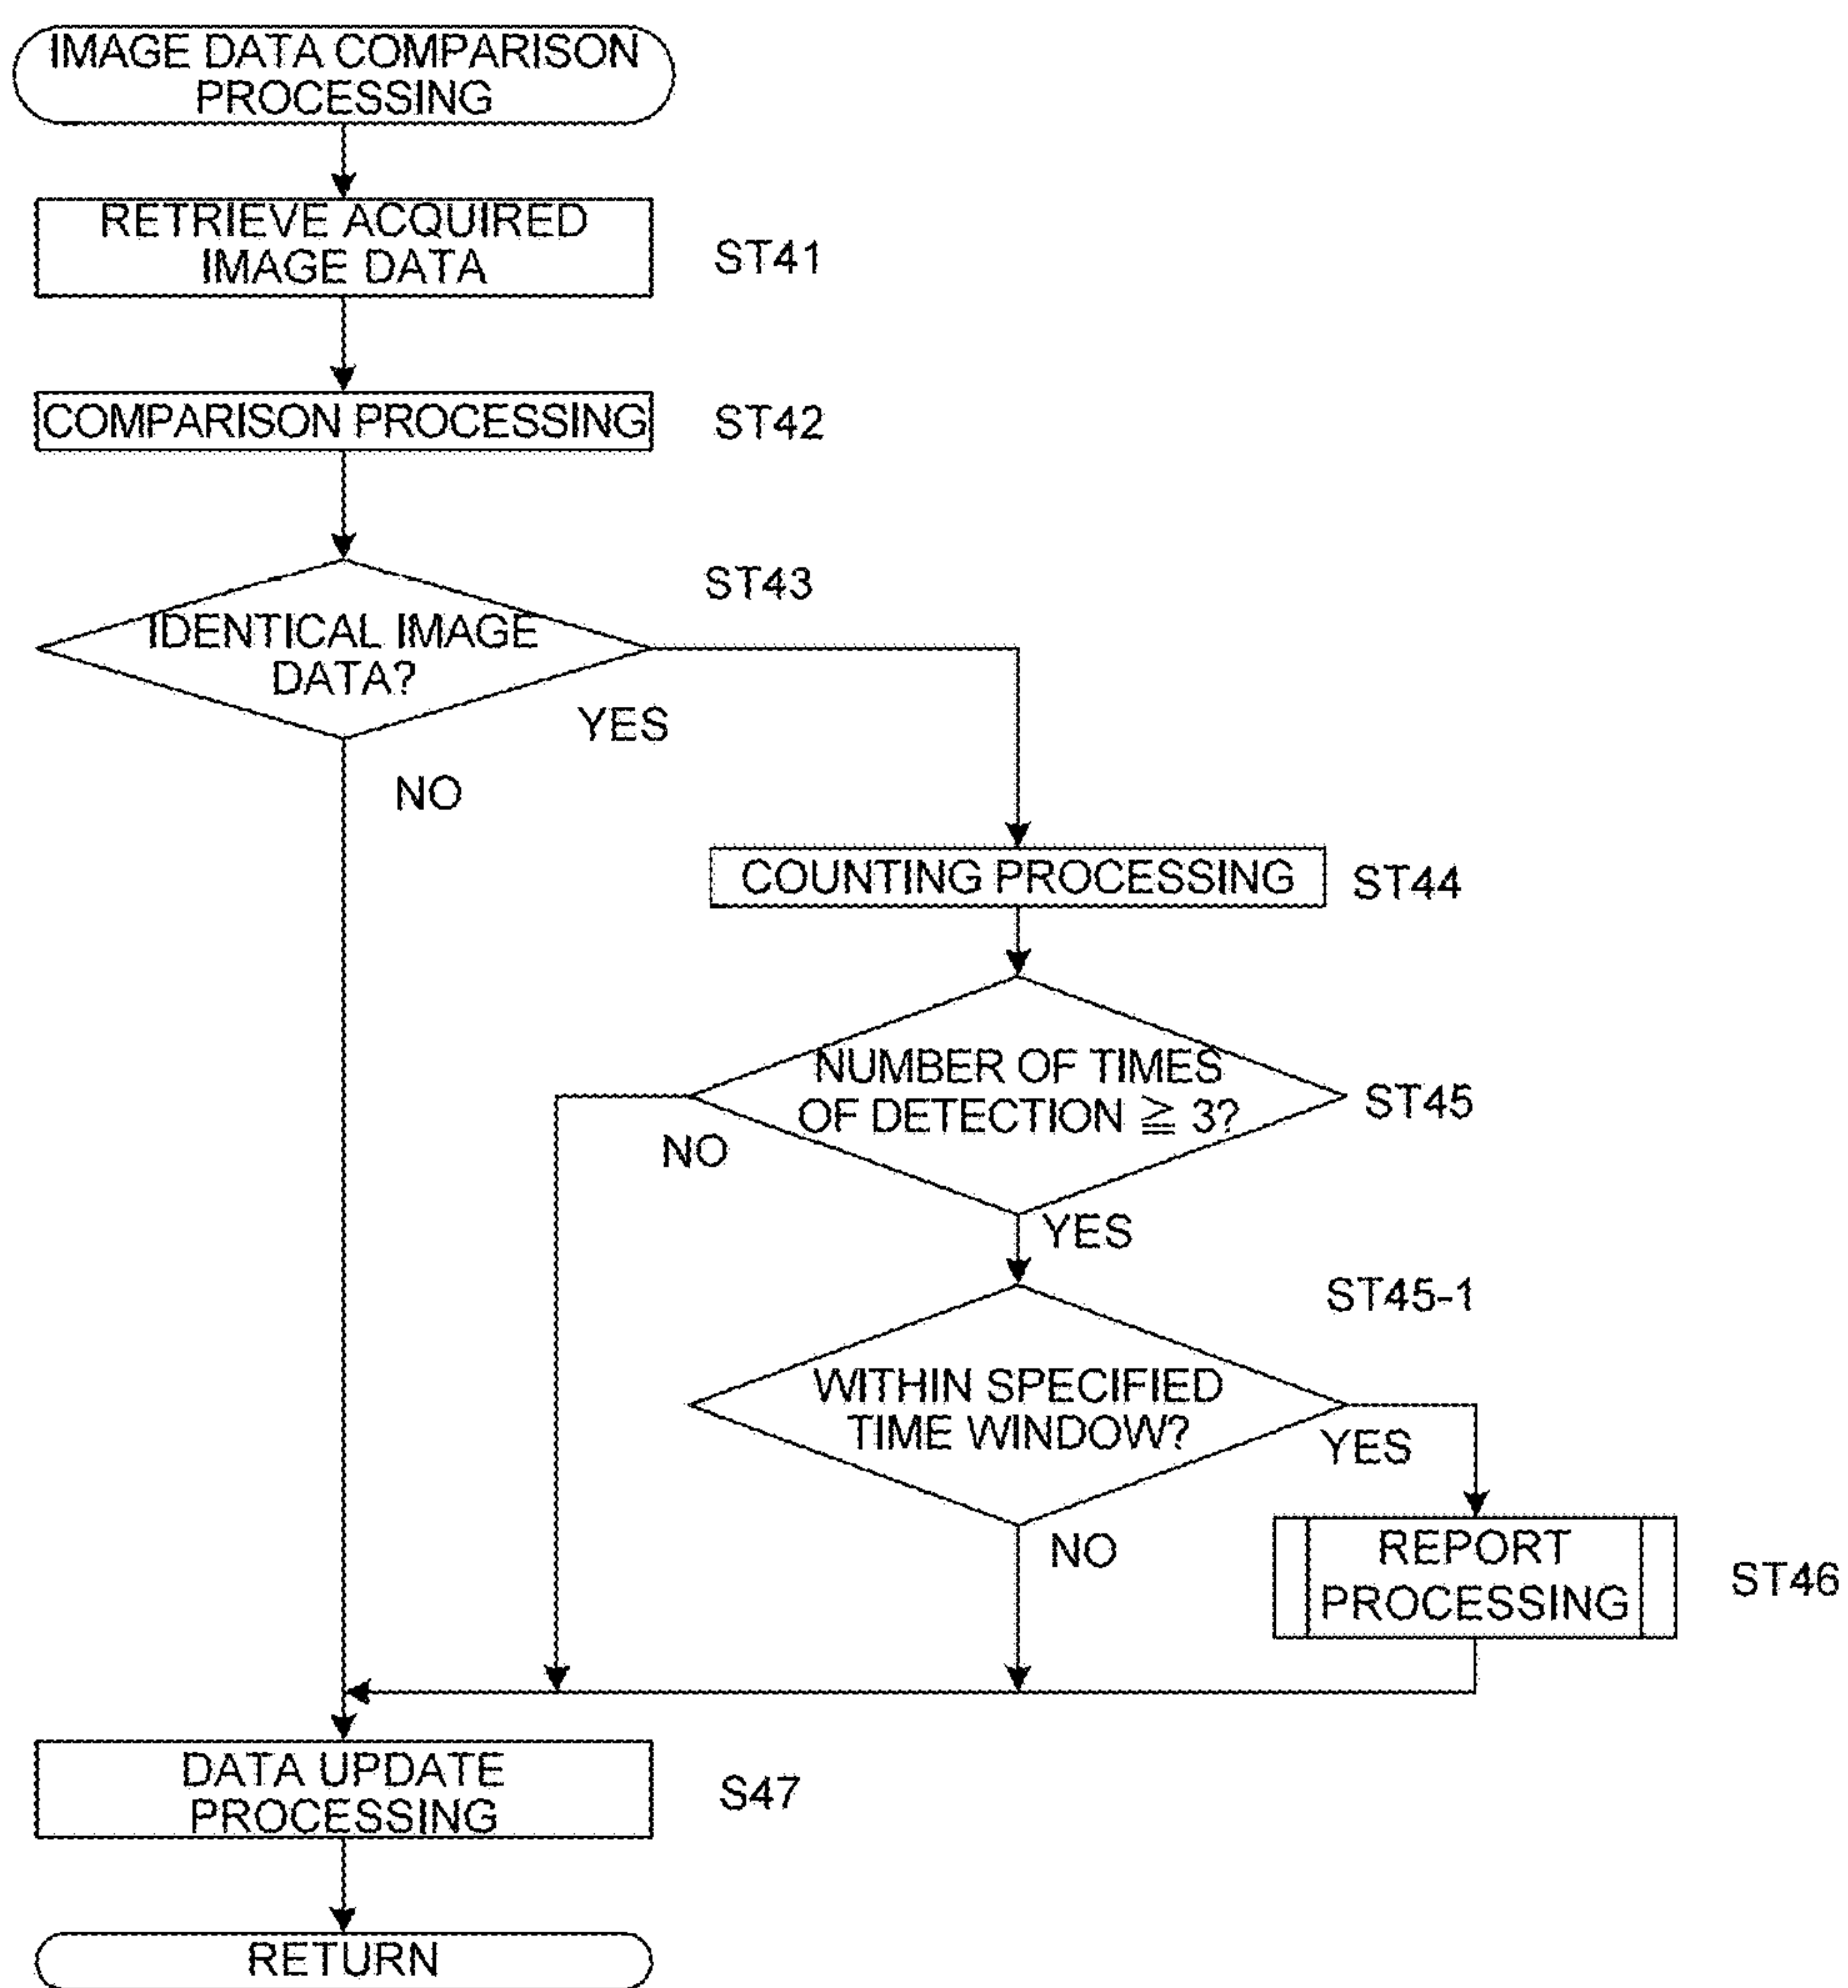 IMAGE DATA COMPARISON
PROCESSING
RETRIEVE ACQUIRED
IMAGE DATA
ST41
COMPARISON PROCESSING
ST42
ST43
IDENTICAL IMAGE
DATA?
YES
NO
COUNTING PROCESSING
ST44
NUMBER OF TIMES
OF DETECTION ≧ 3?
ST45
NO
YES
ST45-1
WITHIN SPECIFIED
TIME WINDOW?
YES
NO
REPORT
PROCESSING
ST46
DATA UPDATE
PROCESSING
S47
RETURN